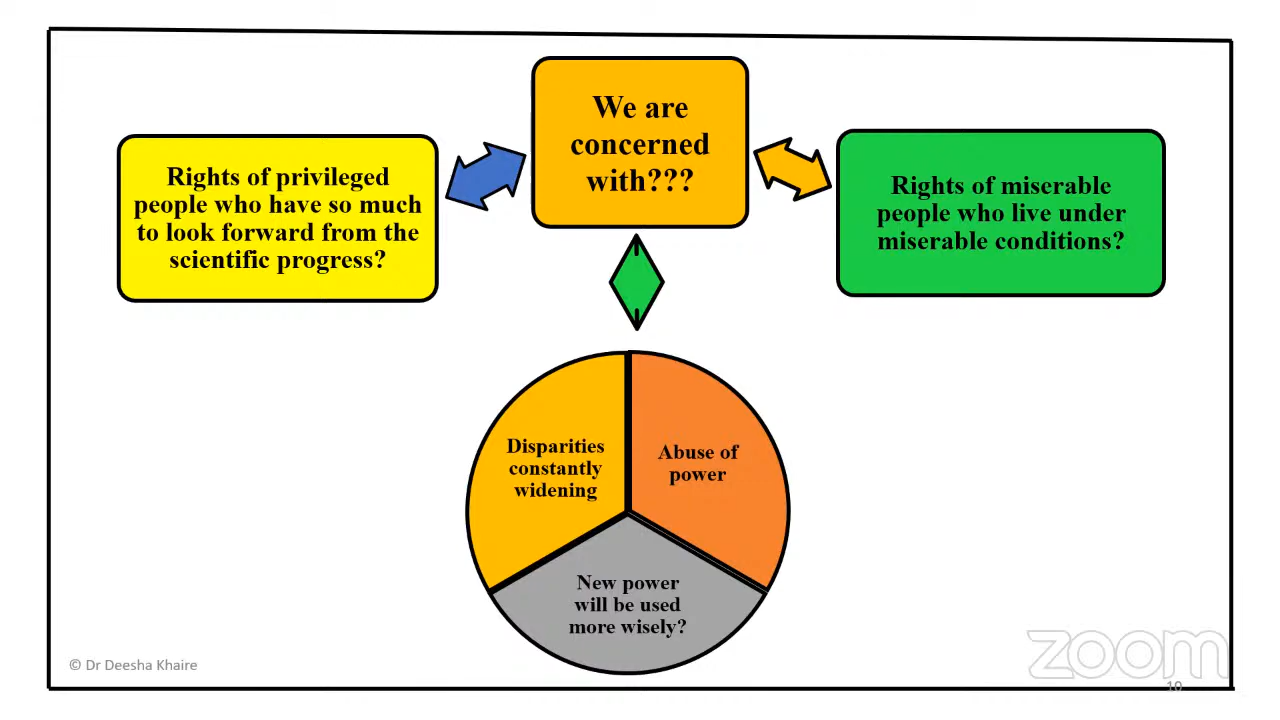 We are
concerned
with???
Rights of privileged
people who have so much
to look forward from the
scientific progress?
Rights of miserable
people who live under
miserable conditions?
Disparities
constantly
widening
Abuse of
power
New power
will be used
more wisely?
© Dr Deesha Khaire
zoom
10